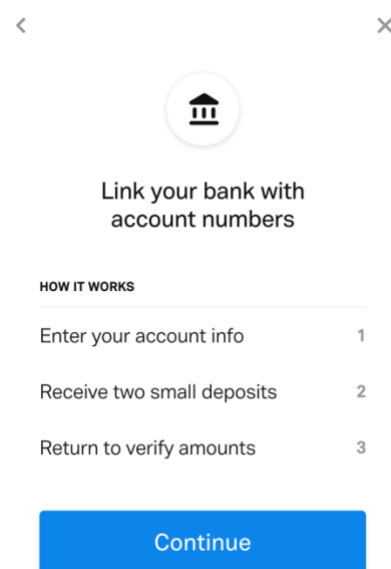 Link your bank with
account numbers
HOW IT WORKS
Enter your account info 1
Receive two small deposits 2
Return to verify amounts 3
Continue